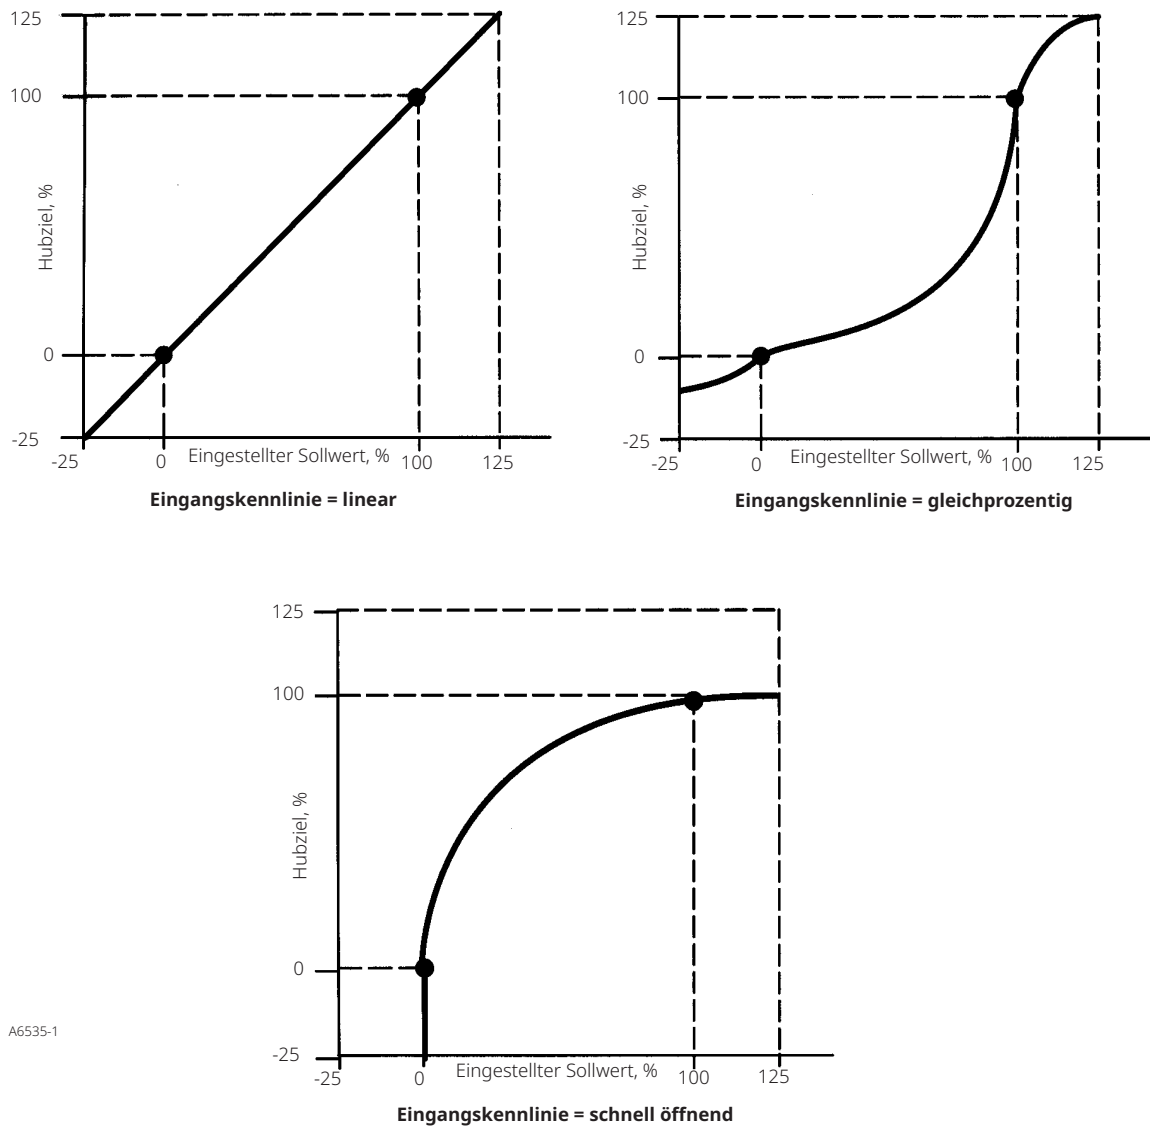 125
100
Hubziel, %
0
-25
-25
0
Eingestellter Sollwert, %
100
125
Eingangskennlinie = linear
125
100
Hubziel, %
0
-25
-25
0
Eingestellter Sollwert, %
100
125
Eingangskennlinie = gleichprozentig
125
100
Hubziel, %
0
-25
-25
0
Eingestellter Sollwert, %
100
125
Eingangskennlinie = schnell öffnend
A6535-1